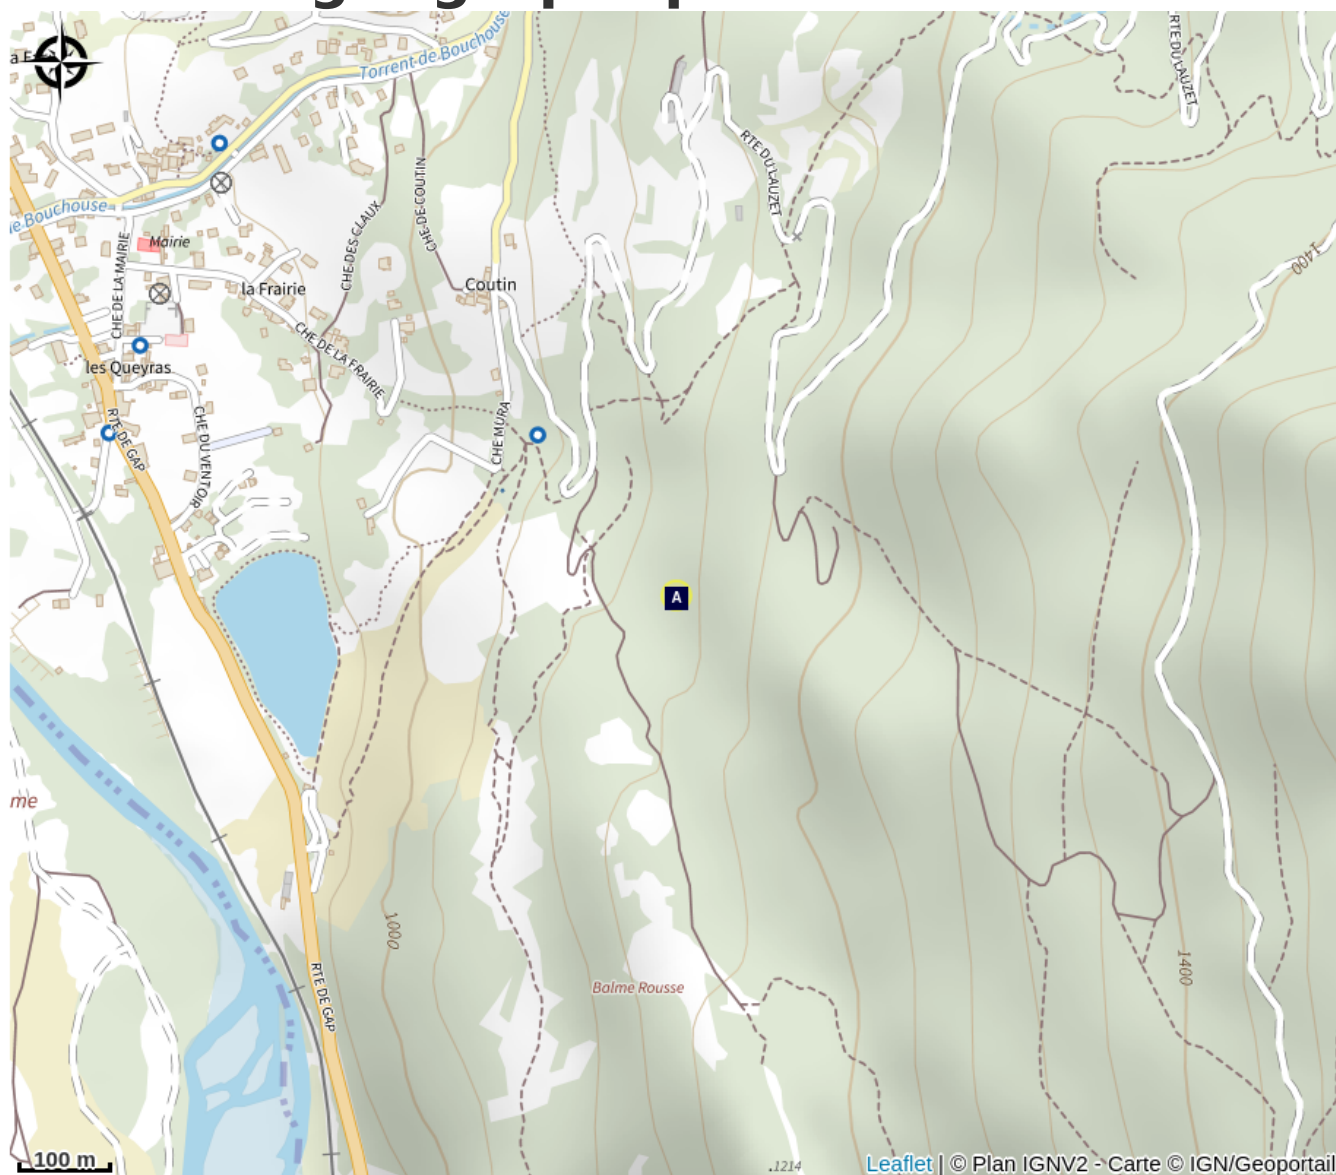 Torrent de Bouchouse
RTE DU LAUZET
RTE DU LAUZET
CHE DE COUTIN
CHE DES CLAUX
le Bouchouse
Mairie
CHE DE LA MAIRIE
la Frairie
Coutin
1400
CHE DE LA FRAIRIE
les Queyras
RTE DE GAP
CHE DU VENTOIR
CHE MURA
A
me
1000
RTE DE GAP
1400
Balme Rousse
100 m
1214
Leaflet | © Plan IGNV2 - Carte © IGN/Geoportail